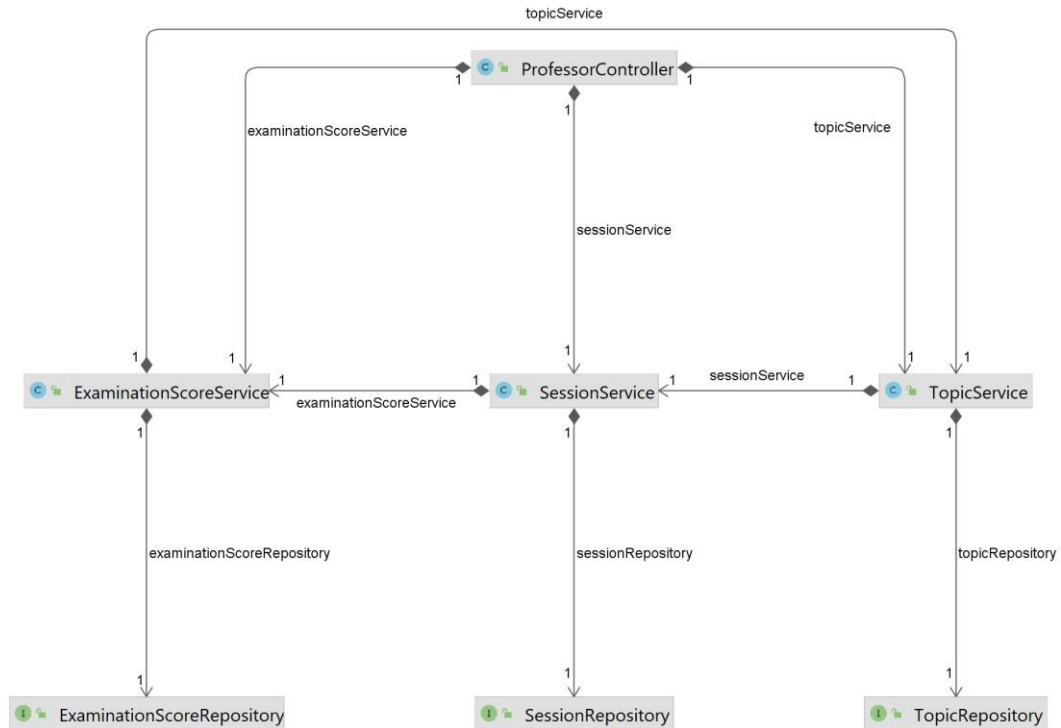 topicService
C ProfessorController
1 1
1
examinationScoreService
topicService
sessionService
1 1 1 1 1
C ExaminationScoreService
1 examinationScoreService 1
C SessionService
1 sessionService 1
C TopicService
1 1 1
examinationScoreRepository
sessionRepository
topicRepository
1 1 1
I ExaminationScoreRepository
I SessionRepository
I TopicRepository